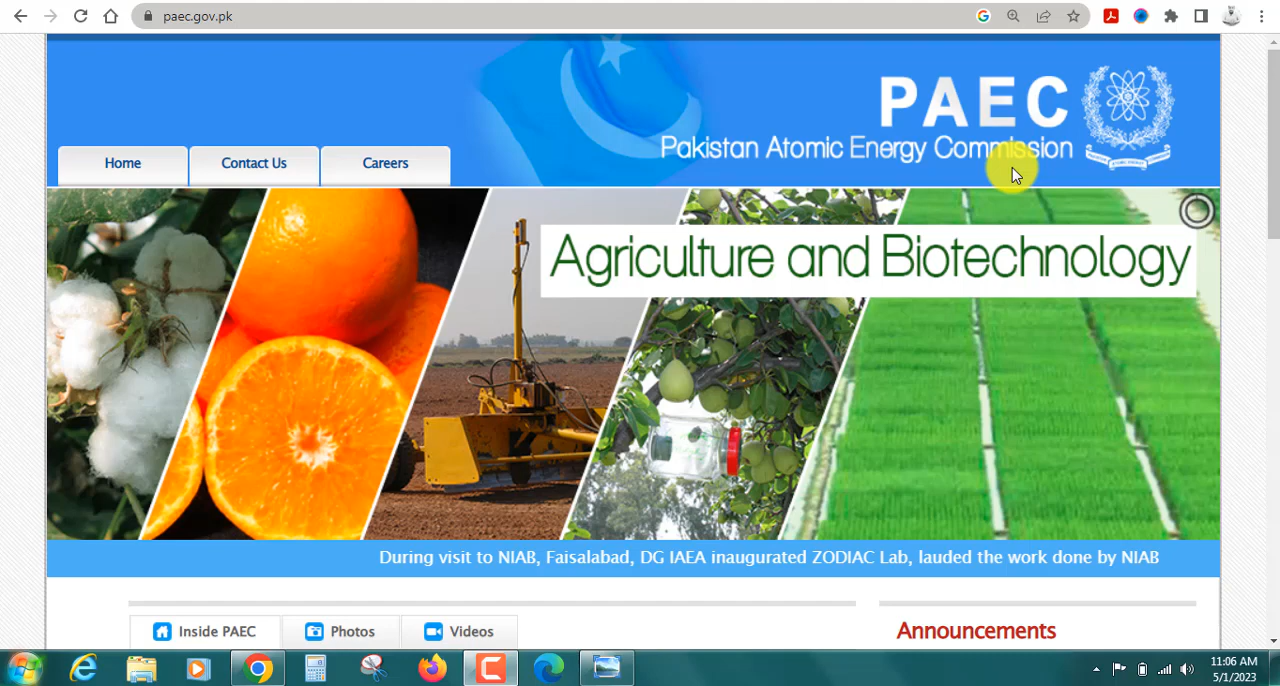 paec.gov.pk
PAEC
Pakistan Atomic Energy Commission
Home
Contact Us
Careers
Agriculture and Biotechnology
During visit to NIAB, Faisalabad, DG IAEA inaugurated ZODIAC Lab, lauded the work done by NIAB
Inside PAEC
Photos
Videos
Announcements
11:06 AM
5/1/2023